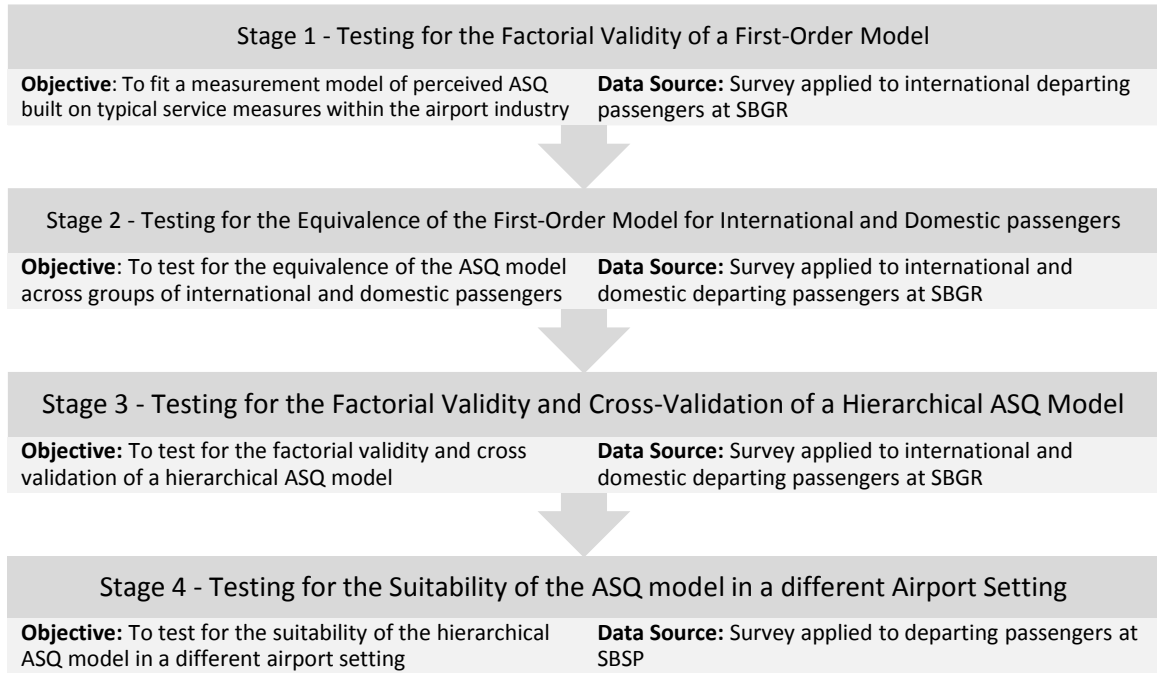 Stage 1 - Testing for the Factorial Validity of a First-Order Model
Objective: To fit a measurement model of perceived ASQ
built on typical service measures within the airport industry
Data Source: Survey applied to international departing
passengers at SBGR
Stage 2 - Testing for the Equivalence of the First-Order Model for International and Domestic passengers
Objective: To test for the equivalence of the ASQ model
across groups of international and domestic passengers
Data Source: Survey applied to international and
domestic departing passengers at SBGR
Stage 3 - Testing for the Factorial Validity and Cross-Validation of a Hierarchical ASQ Model
Objective: To test for the factorial validity and cross
validation of a hierarchical ASQ model
Data Source: Survey applied to international and
domestic departing passengers at SBGR
Stage 4 - Testing for the Suitability of the ASQ model in a different Airport Setting
Objective: To test for the suitability of the hierarchical
ASQ model in a different airport setting
Data Source: Survey applied to departing passengers at
SBSP